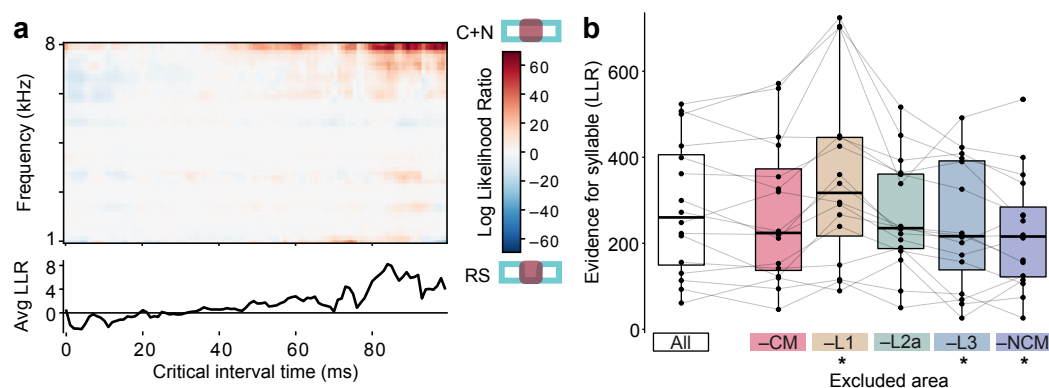 a
C+N
Frequency (kHz)
8
1
60
40
20
0
−20
−40
−60
Log Likelihood Ratio
RS
Avg LLR
8
4
0
0
20
40
60
80
Critical interval time (ms)
b
Evidence for syllable (LLR)
600
400
200
0
All
–CM
–L1
–L2a
–L3
–NCM
* * *
Excluded area